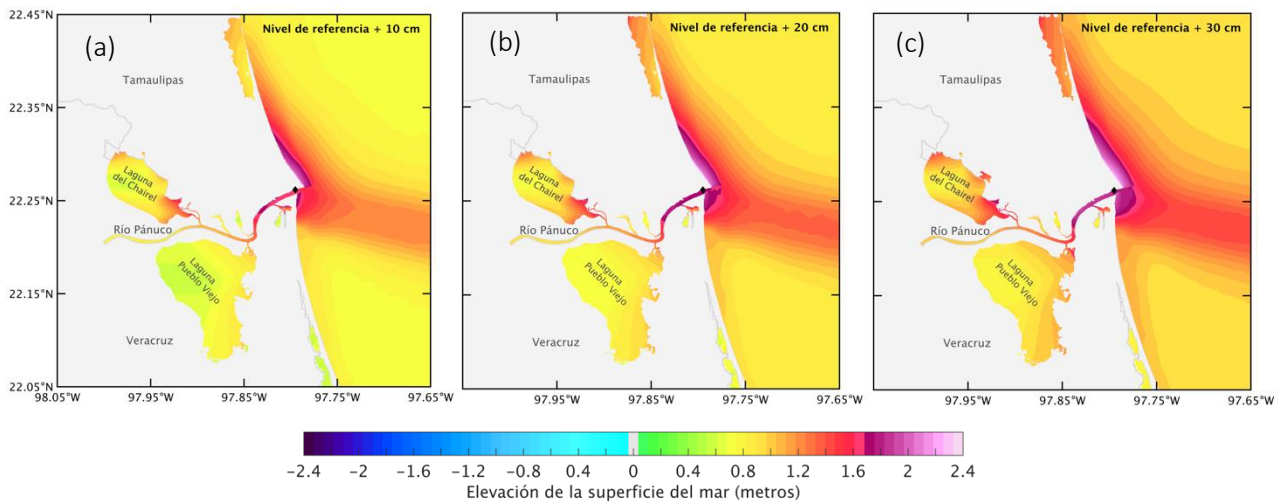 (a)
Nivel de referencia + 10 cm
Tamaulipas
Laguna
del Chairel
Río Pánuco
Laguna
Pueblo Viejo
Veracruz
22.45°N
22.35°N
22.25°N
22.15°N
22.05°N
98.05°W
97.95°W
97.85°W
97.75°W
97.65°W
(b)
Nivel de referencia + 20 cm
Tamaulipas
Laguna
del Chairel
Río Pánuco
Laguna
Pueblo Viejo
Veracruz
97.95°W
97.85°W
97.75°W
97.65°W
(c)
Nivel de referencia + 30 cm
Tamaulipas
Laguna
del Chairel
Río Pánuco
Laguna
Pueblo Viejo
Veracruz
97.95°W
97.85°W
97.75°W
97.65°W
−2.4 −2 −1.6 −1.2 −0.8 −0.4 0 0.4 0.8 1.2 1.6 2 2.4
Elevación de la superficie del mar (metros)